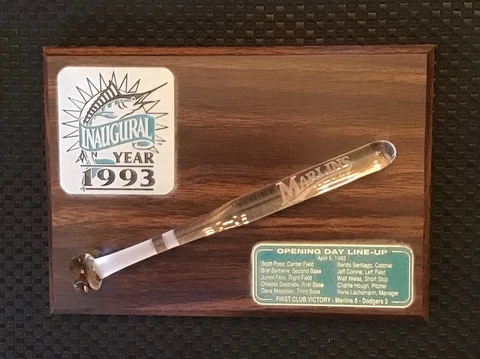 INAUGURAL
YEAR
1993
MARLINS
OPENING DAY LINE-UP
April 5, 1993
Scott Pose, Center Field
Bret Barberie, Second Base
Junior Felix, Right Field
Orestes Destrade, First Base
Dave Magadan, Third Base
Benito Santiago, Catcher
Jeff Conine, Left Field
Walt Weiss, Short Stop
Charlie Hough, Pitcher
Rene Lachemann, Manager
FIRST CLUB VICTORY - Marlins 6 - Dodgers 3